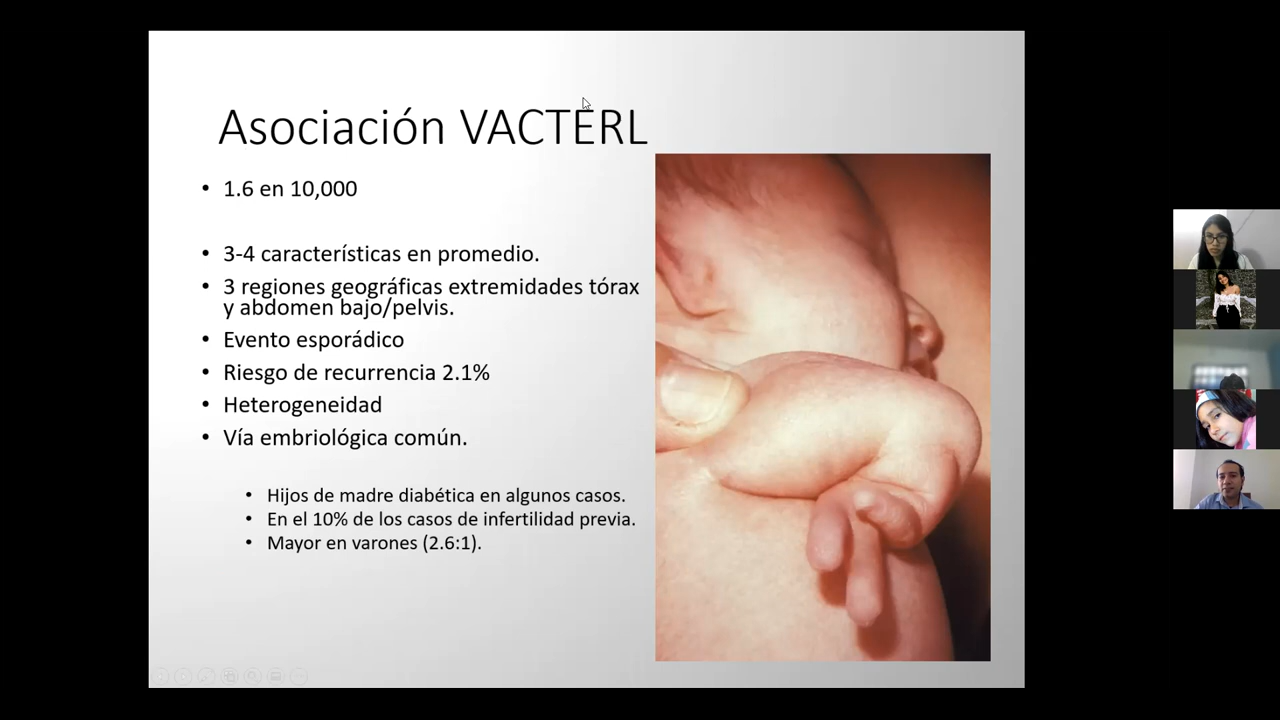 Asociación VACTERL
• 1.6 en 10,000
• 3-4 características en promedio.
• 3 regiones geográficas extremidades tórax
y abdomen bajo/pelvis.
• Evento esporádico
• Riesgo de recurrencia 2.1%
• Heterogeneidad
• Vía embriológica común.
• Hijos de madre diabética en algunos casos.
• En el 10% de los casos de infertilidad previa.
• Mayor en varones (2.6:1).